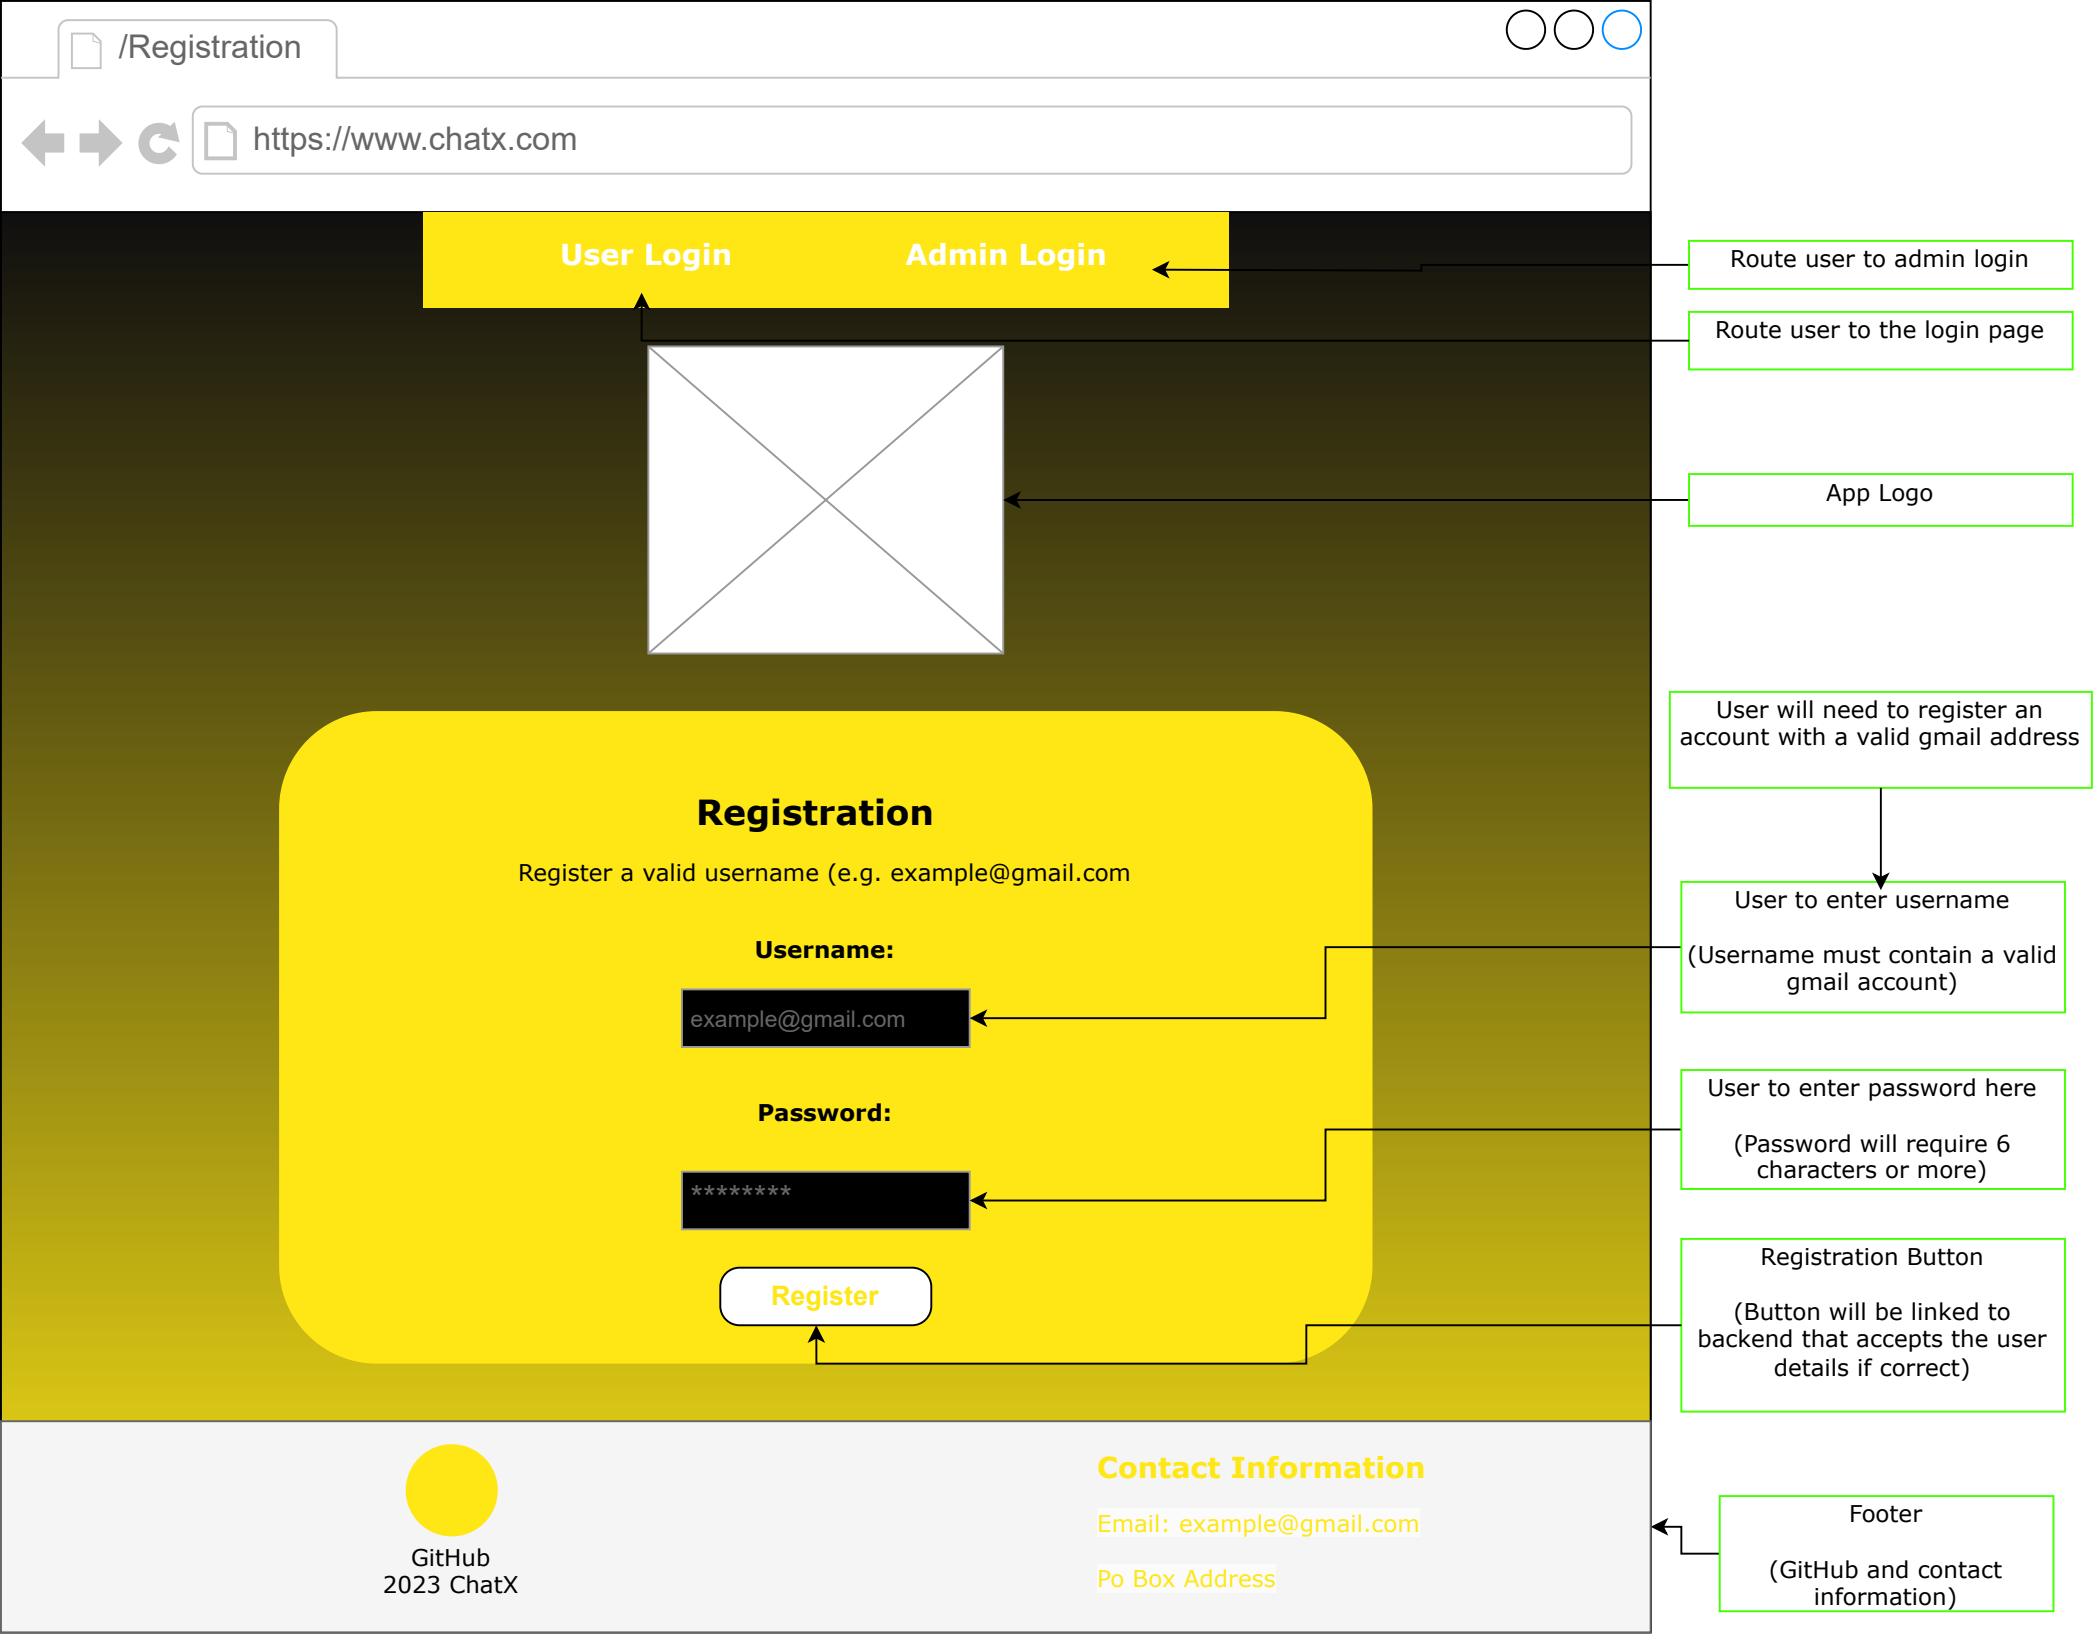 /Registration
https://www.chatx.com
User Login
Admin Login
Route user to admin login
Route user to the login page
App Logo
User will need to register an
account with a valid gmail address
Registration
Register a valid username (e.g. example@gmail.com
Username:
example@gmail.com
User to enter username
(Username must contain a valid
gmail account)
Password:
********
User to enter password here
(Password will require 6
characters or more)
Register
Registration Button
(Button will be linked to
backend that accepts the user
details if correct)
GitHub
2023 ChatX
Contact Information
Email: example@gmail.com
Po Box Address
Footer
(GitHub and contact
information)